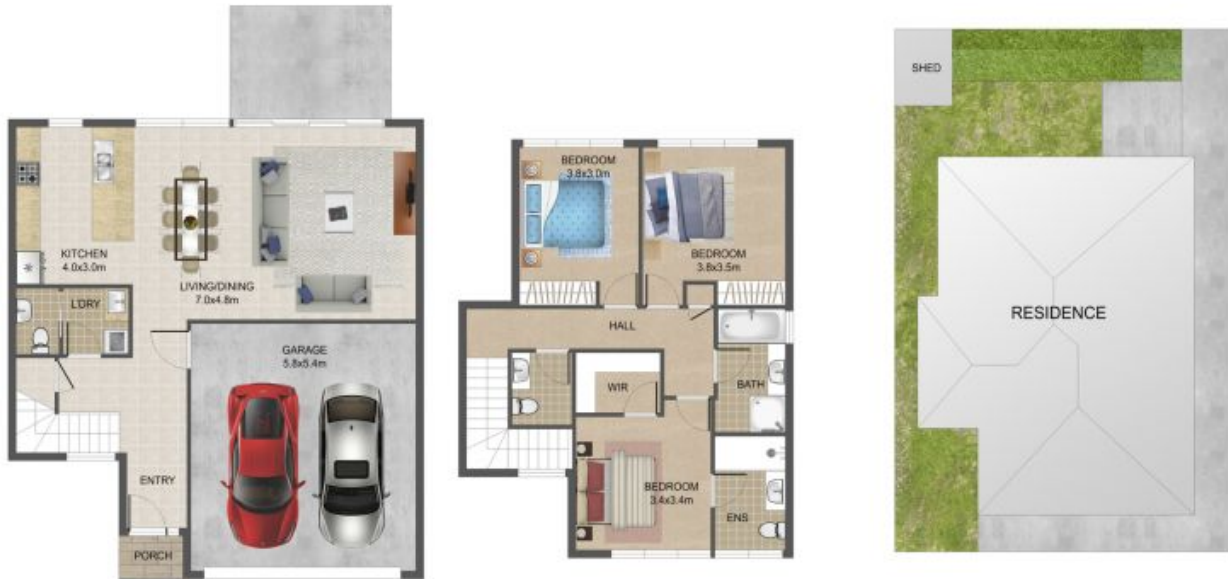 KITCHEN
4.0x3.0m
LIVING/DINING
7.0x4.8m
L'DRY
GARAGE
5.8x5.4m
ENTRY
PORCH
BEDROOM
3.8x3.0m
BEDROOM
3.8x3.5m
HALL
WIR
BATH
BEDROOM
3.4x3.4m
ENS
SHED
RESIDENCE